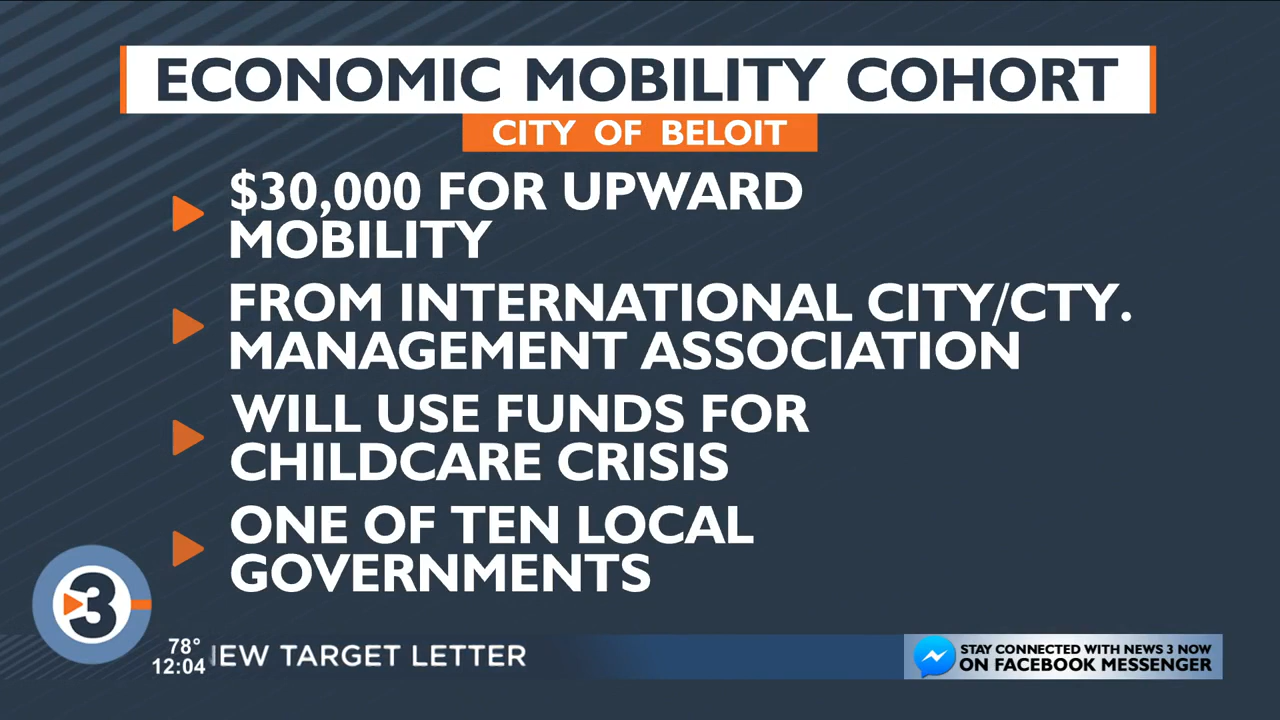 ECONOMIC MOBILITY COHORT
CITY OF BELOIT
$30,000 FOR UPWARD
MOBILITY
FROM INTERNATIONAL CITY/CTY.
MANAGEMENT ASSOCIATION
WILL USE FUNDS FOR
CHILDCARE CRISIS
ONE OF TEN LOCAL
GOVERNMENTS
3
78°
12:04
TARGET LETTER
STAY CONNECTED WITH NEWS 3 NOW
ON FACEBOOK MESSENGER